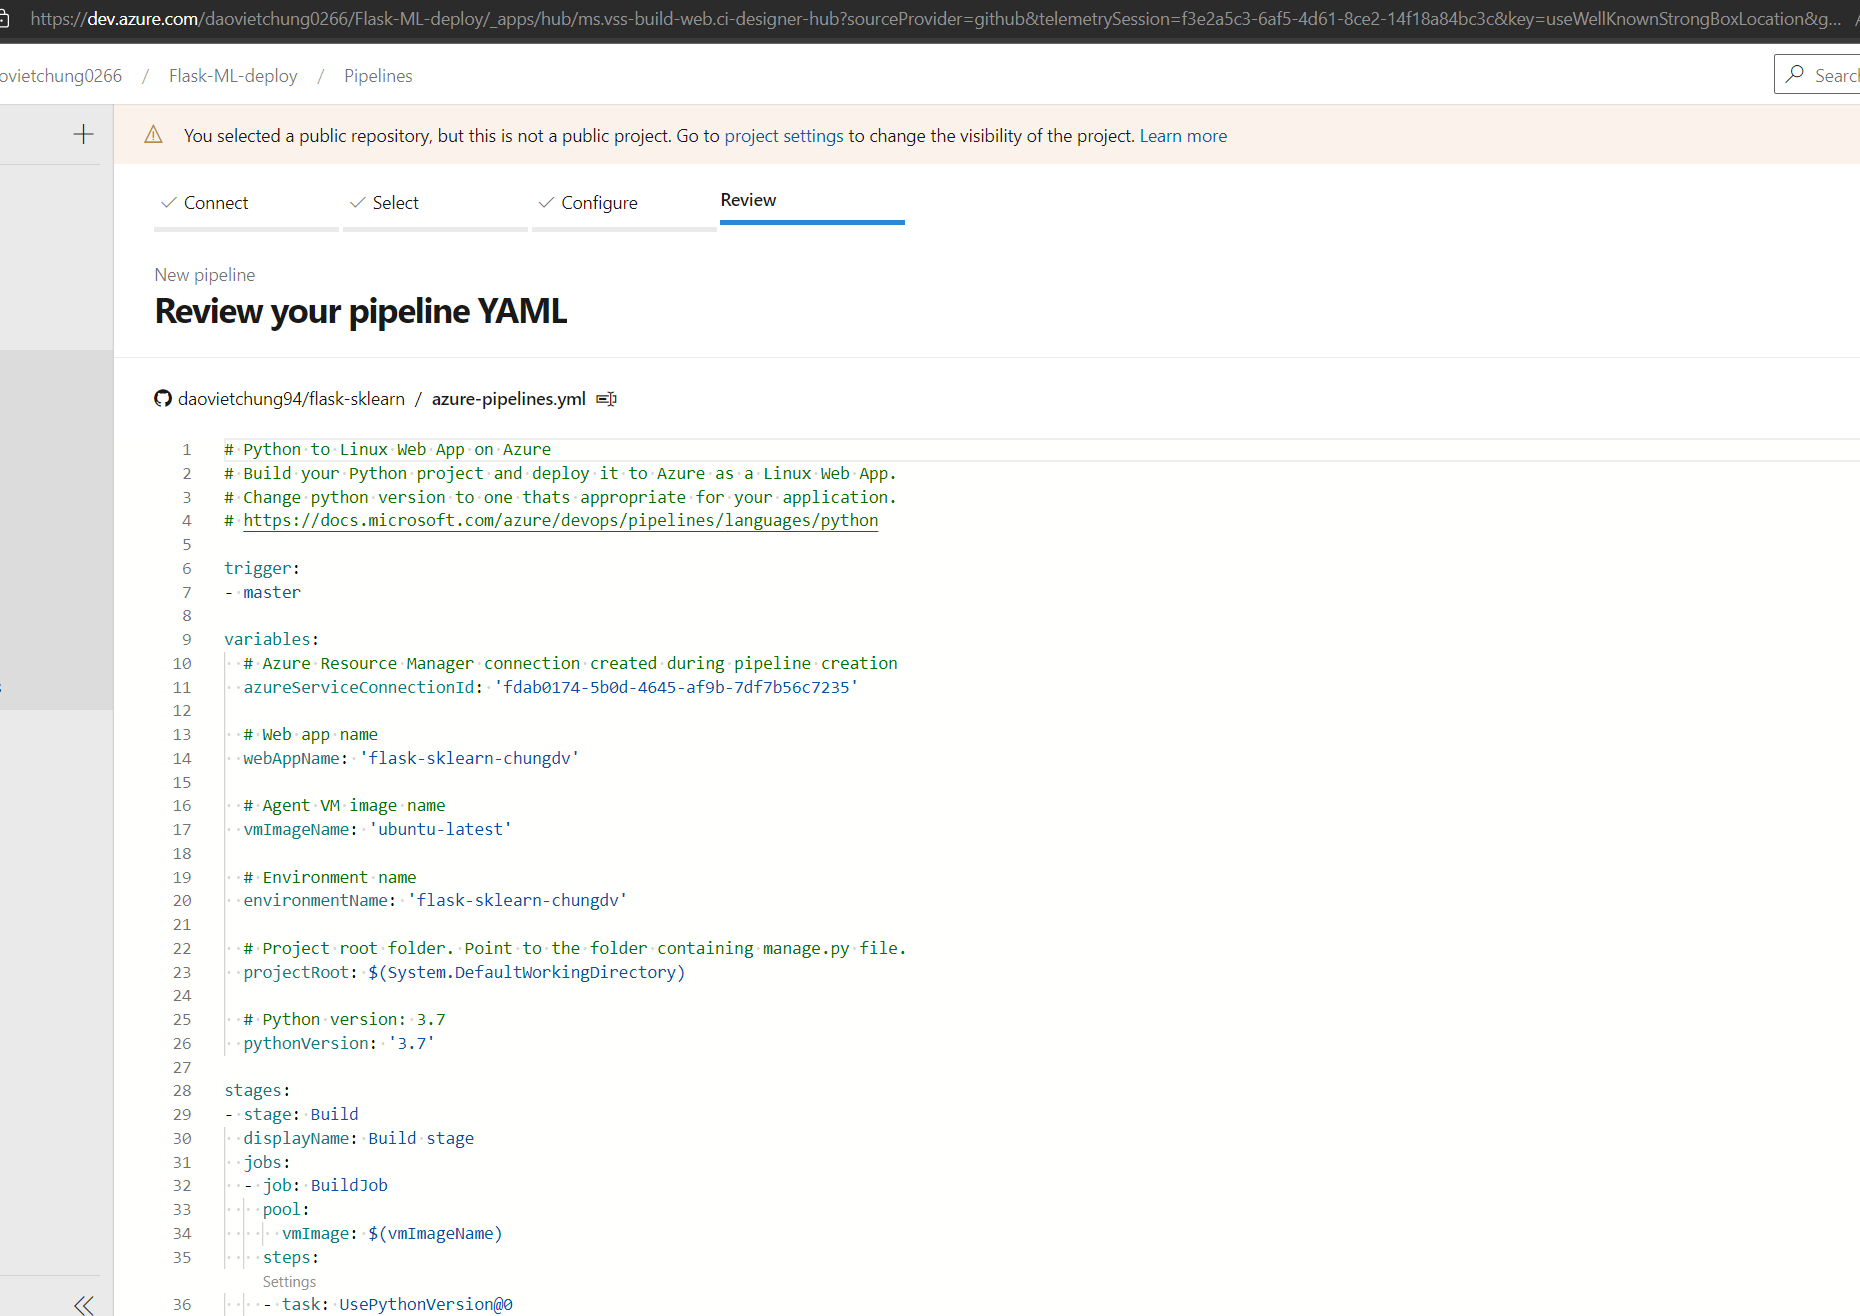 https://dev.azure.com/daovietchung0266/Flask-ML-deploy/_apps/hub/ms.vss-build-web.ci-designer-hub?sourceProvider=github&telemetrySession=f3e2a5c3-6af5-4d61-8ce2-14f18a84bc3c&key=useWellKnownStrongBoxLocation&g...
ovietchung0266 / Flask-ML-deploy / Pipelines
Search
You selected a public repository, but this is not a public project. Go to project settings to change the visibility of the project. Learn more
Connect Select Configure Review
New pipeline
Review your pipeline YAML
daovietchung94/flask-sklearn / azure-pipelines.yml
1 # Python to Linux Web App on Azure
2 # Build your Python project and deploy it to Azure as a Linux Web App.
3 # Change python version to one thats appropriate for your application.
4 # https://docs.microsoft.com/azure/devops/pipelines/languages/python
5
6 trigger:
7 - master
8
9 variables:
10 # Azure Resource Manager connection created during pipeline creation
11 azureServiceConnectionId: 'fdab0174-5b0d-4645-af9b-7df7b56c7235'
12
13 # Web app name
14 webAppName: 'flask-sklearn-chungdv'
15
16 # Agent VM image name
17 vmImageName: 'ubuntu-latest'
18
19 # Environment name
20 environmentName: 'flask-sklearn-chungdv'
21
22 # Project root folder. Point to the folder containing manage.py file.
23 projectRoot: $(System.DefaultWorkingDirectory)
24
25 # Python version: 3.7
26 pythonVersion: '3.7'
27
28 stages:
29 - stage: Build
30 displayName: Build stage
31 jobs:
32 - job: BuildJob
33 pool:
34 vmImage: $(vmImageName)
35 steps:
Settings
36 - task: UsePythonVersion@0